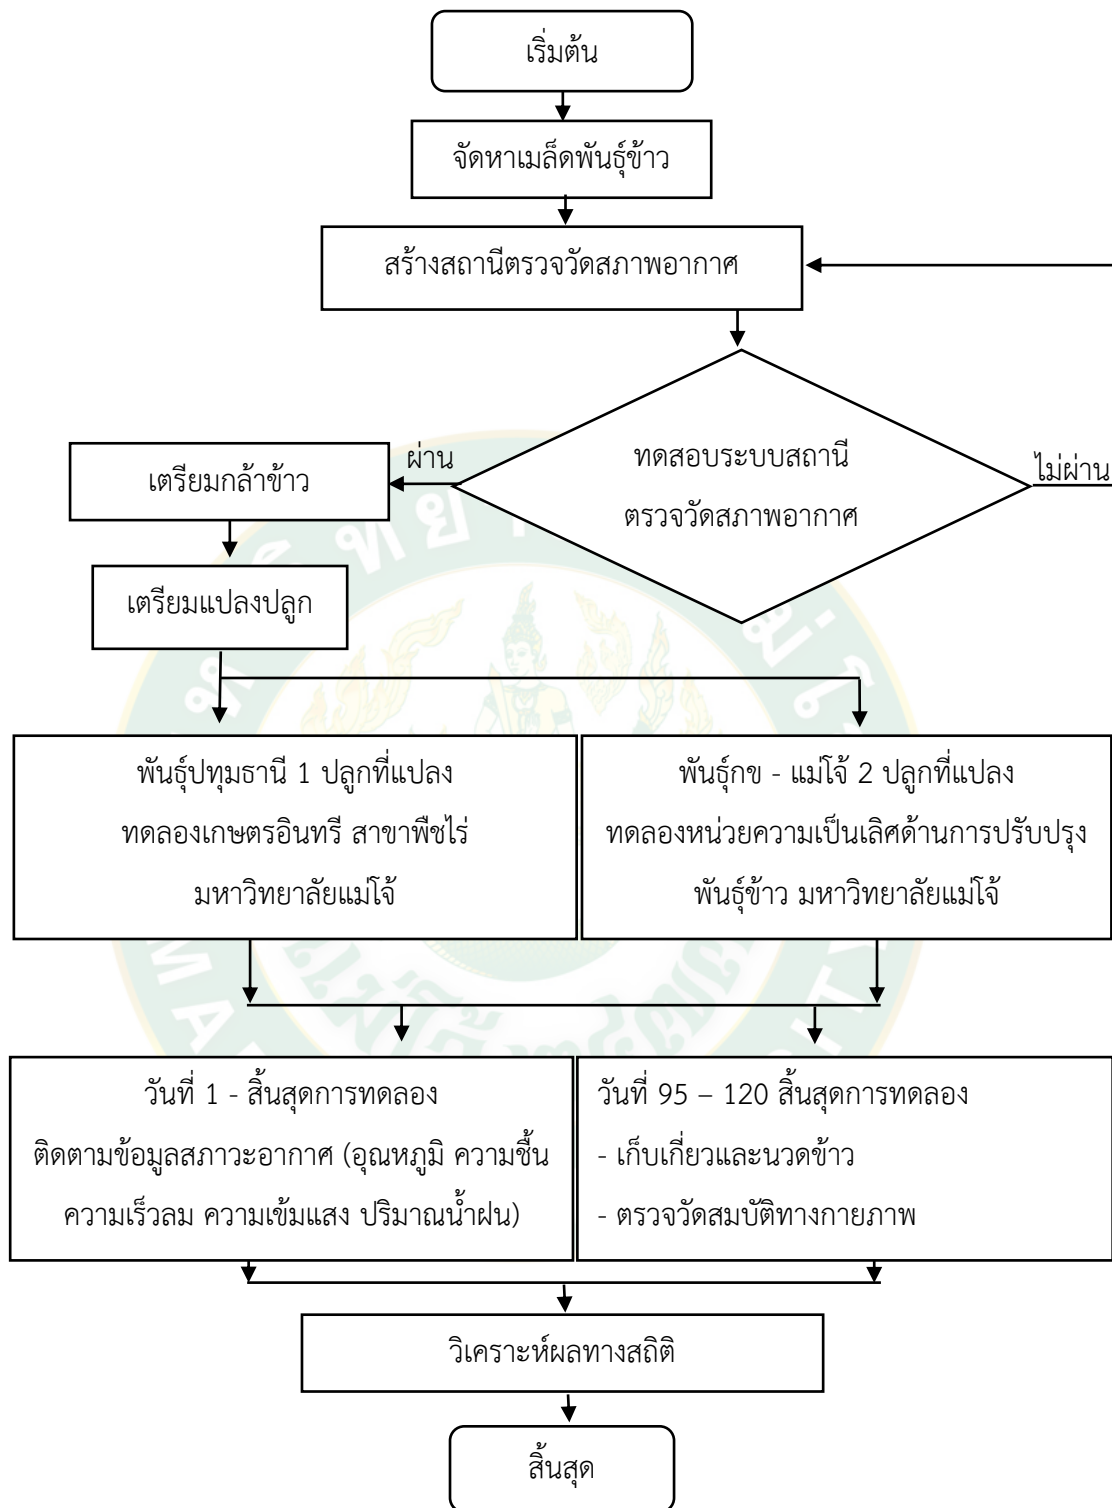 เริ่มต้น
จัดหาเมล็ดพันธุ์ข้าว
สร้างสถานีตรวจวัดสภาพอากาศ
ทดสอบระบบสถานี
ตรวจวัดสภาพอากาศ
ผ่าน
ไม่ผ่าน
เตรียมกล้าข้าว
เตรียมแปลงปลูก
พันธุ์ปทุมธานี 1 ปลูกที่แปลง
ทดลองเกษตรอินทรี สาขาพืชไร่
มหาวิทยาลัยแม่โจ้
พันธุ์กข - แม่โจ้ 2 ปลูกที่แปลง
ทดลองหน่วยความเป็นเลิศด้านการปรับปรุง
พันธุ์ข้าว มหาวิทยาลัยแม่โจ้
วันที่ 1 - สิ้นสุดการทดลอง
ติดตามข้อมูลสภาวะอากาศ (อุณหภูมิ ความชื้น
ความเร็วลม ความเข้มแสง ปริมาณน้ำฝน)
วันที่ 95 – 120 สิ้นสุดการทดลอง
- เก็บเกี่ยวและนวดข้าว
- ตรวจวัดสมบัติทางกายภาพ
วิเคราะห์ผลทางสถิติ
สิ้นสุด